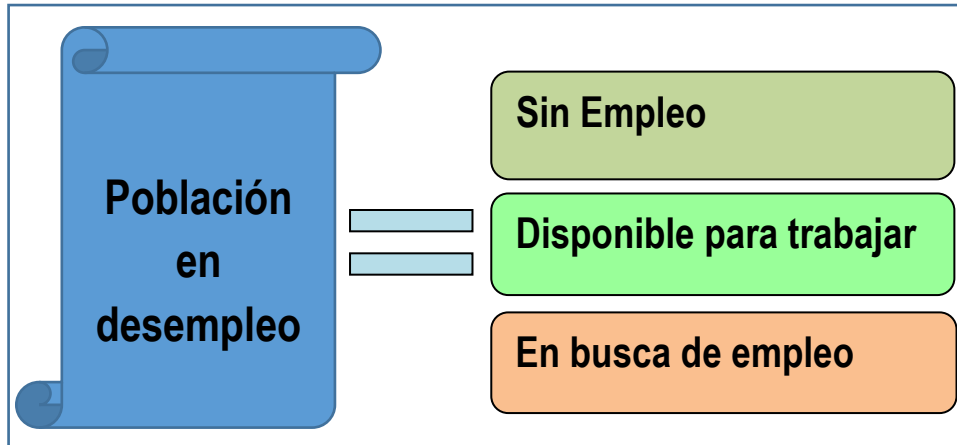 Población
en
desempleo
Sin Empleo
Disponible para trabajar
En busca de empleo